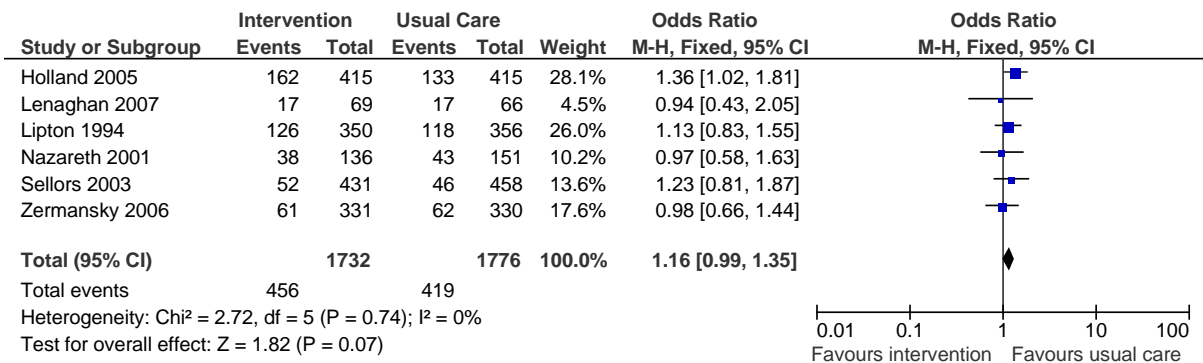 Intervention Usual Care Odds Ratio Odds Ratio
Study or Subgroup Events Total Events Total Weight M-H, Fixed, 95% CI M-H, Fixed, 95% CI
Holland 2005 162 415 133 415 28.1% 1.36 [1.02, 1.81]
Lenaghan 2007 17 69 17 66 4.5% 0.94 [0.43, 2.05]
Lipton 1994 126 350 118 356 26.0% 1.13 [0.83, 1.55]
Nazareth 2001 38 136 43 151 10.2% 0.97 [0.58, 1.63]
Sellors 2003 52 431 46 458 13.6% 1.23 [0.81, 1.87]
Zermansky 2006 61 331 62 330 17.6% 0.98 [0.66, 1.44]
Total (95% CI) 1732 1776 100.0% 1.16 [0.99, 1.35]
Total events 456 419
Heterogeneity: Chi² = 2.72, df = 5 (P = 0.74); I² = 0%
Test for overall effect: Z = 1.82 (P = 0.07)
0.01 0.1 1 10 100
Favours intervention Favours usual care